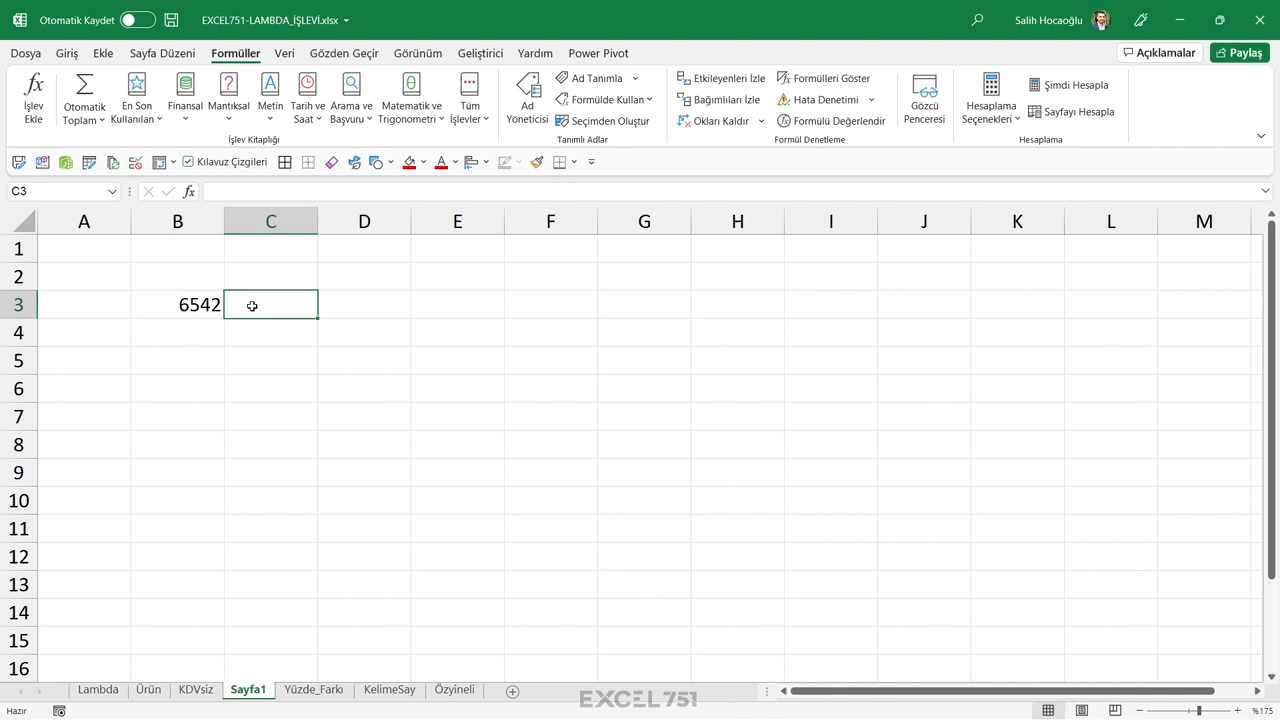 Otomatik Kaydet EXCEL751-LAMBDA_İŞLEVİ.xlsx Salih Hocaoğlu
Dosya Giriş Ekle Sayfa Düzeni Formüller Veri Gözden Geçir Görünüm Geliştirici Yardım Power Pivot Açıklamalar Paylaş
İşlev Ekle
Otomatik Toplam
En Son Kullanılan
Finansal
Mantıksal
Metin
Tarih ve Saat
Arama ve Başvuru
Matematik ve Trigonometri
Tüm İşlevler
İşlev Kitaplığı
Ad Yöneticisi
Ad Tanımla
Formülde Kullan
Seçimden Oluştur
Tanımlı Adlar
Etkileyenleri İzle
Bağımlıları İzle
Okları Kaldır
Formülleri Göster
Hata Denetimi
Formülü Değerlendir
Formül Denetleme
Gözcü Penceresi
Hesaplama Seçenekleri
Şimdi Hesapla
Sayfayı Hesapla
Hesaplama
Kılavuz Çizgileri
C3 fx
A B C D E F G H I J K L M
1
2
3 6542
4
5
6
7
8
9
10
11
12
13
14
15
16
Lambda Ürün KDVsiz Sayfa1 Yüzde_Farkı KelimeSay Özyineli
EXCEL 751
Hazır %175